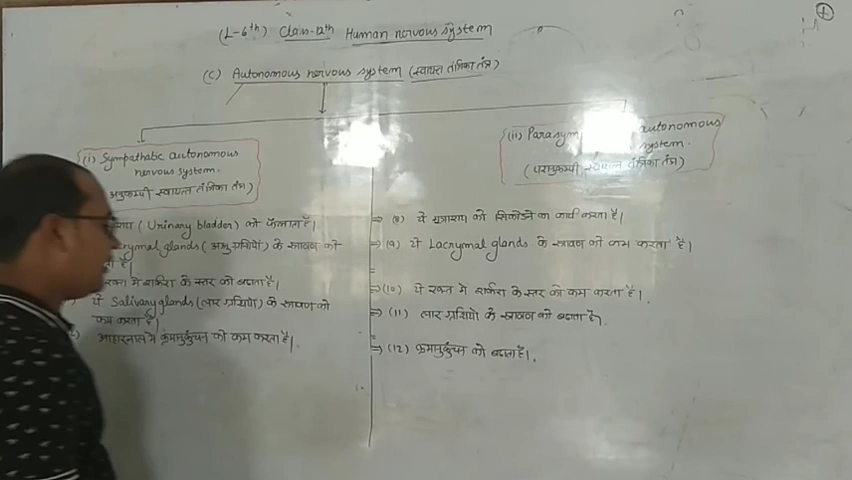 (L-6th) Class-12th Human nervous system
(C) Autonomous nervous system (स्वायत्त तंत्रिका तंत्र)
(i) Sympathatic autonomous
nervous system.
अनुकम्पी स्वायत्त तंत्रिका तंत्र)
(ii) Parasym autonomous
system.
(परानुकम्पी स्वायत्त तंत्रिका तंत्र)
(Urinary bladder) को फैलाता है।
glands (अश्रु ग्रंथियों) के स्त्रावण को
है।
रक्त में शर्करा के स्तर को बढ़ाता है।
ये Salivary glands (लार ग्रंथियों) के स्त्रावण को
कम करता है।
आहारनाल में क्रमाकुंचन को कम करता है।
⇒ (8) ये मूत्राशय को सिकोड़ने का कार्य करता है।
⇒ (9) ये Lacrymal glands के स्त्रावण को कम करता है।
⇒ (10) ये रक्त में शर्करा के स्तर को कम करता है।
⇒ (11) लार ग्रंथियों के स्त्रावण को बढ़ाता है।
⇒ (12) क्रमाकुंचन को बढ़ाता है।